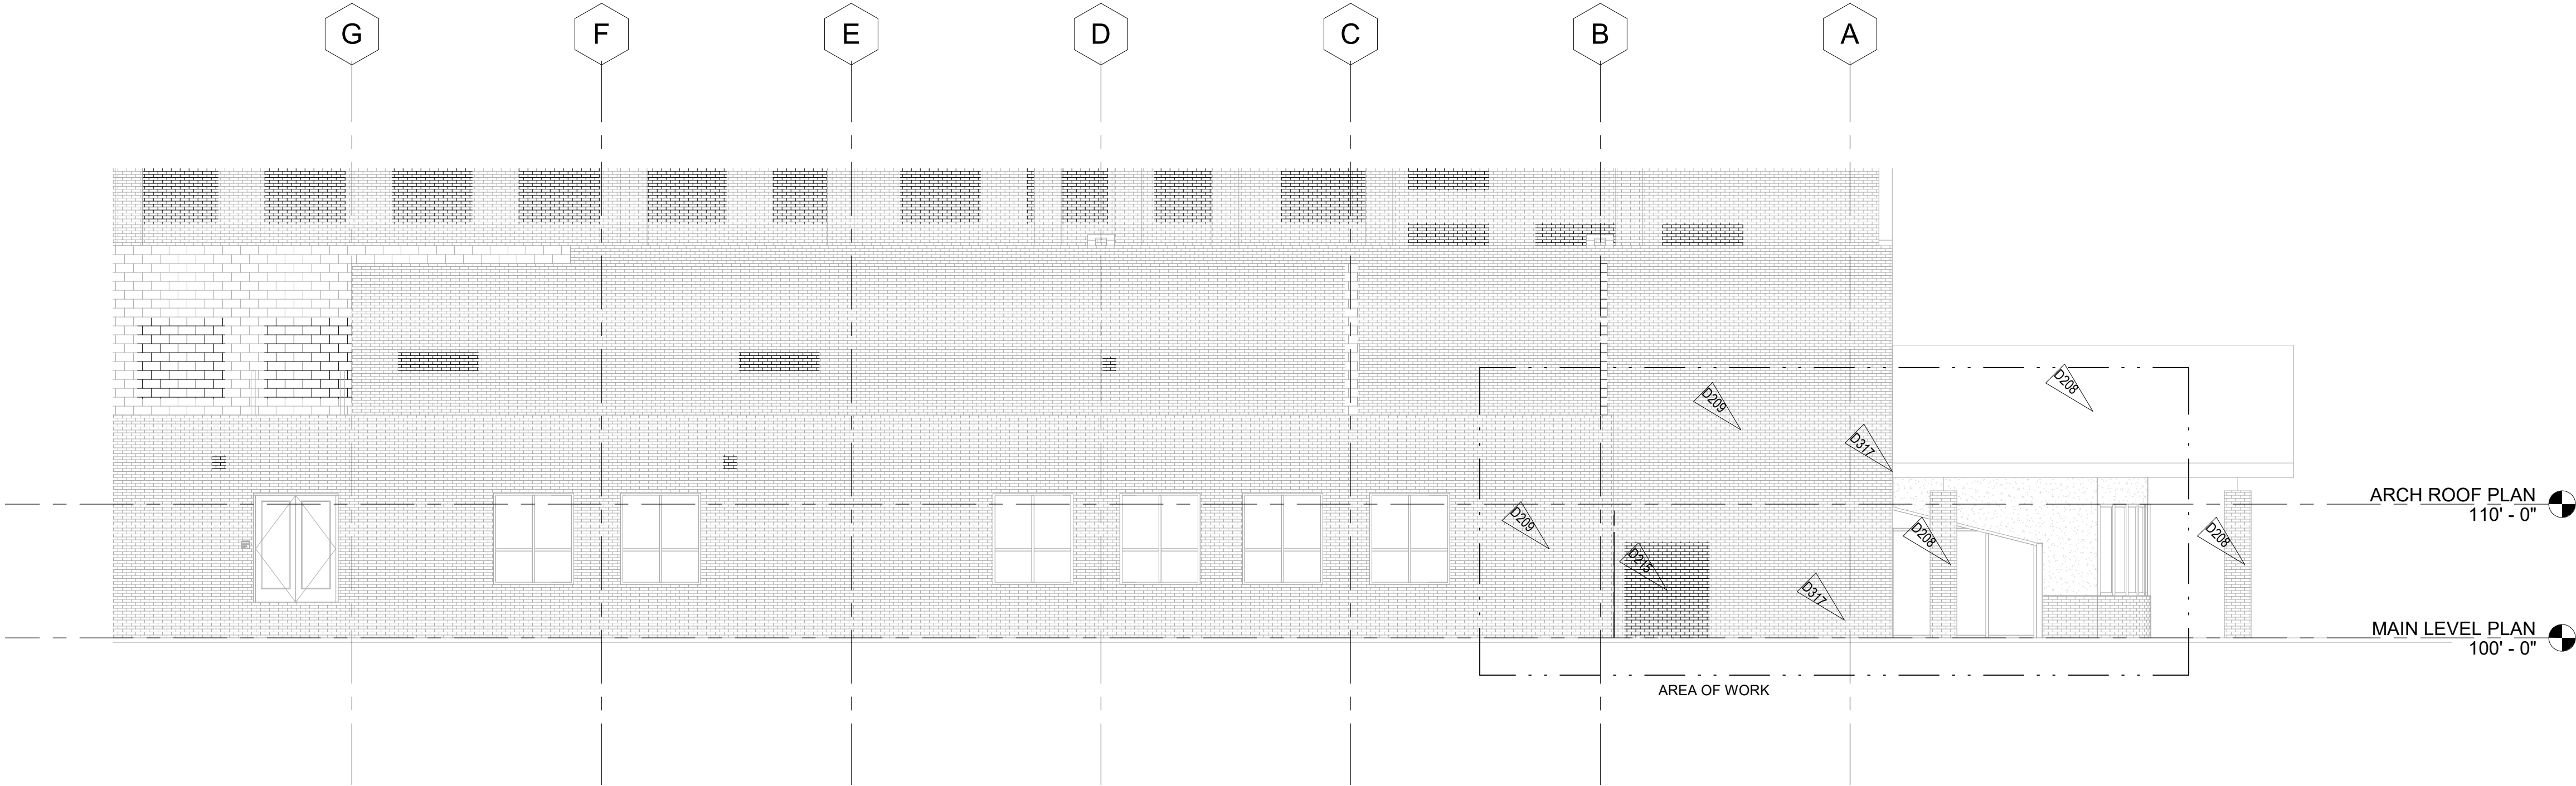 G
F
E
D
C
B
A
D208
D209
D317
ARCH ROOF PLAN
110' - 0"
D209
D208
D208
D215
D317
MAIN LEVEL PLAN
100' - 0"
AREA OF WORK